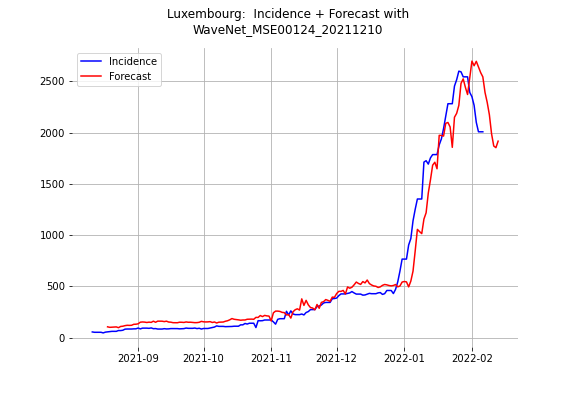 Luxembourg:  Incidence + Forecast with
WaveNet_MSE00124_20211210
Incidence
Forecast
2500
2000
1500
1000
500
0
2021-09 2021-10 2021-11 2021-12 2022-01 2022-02